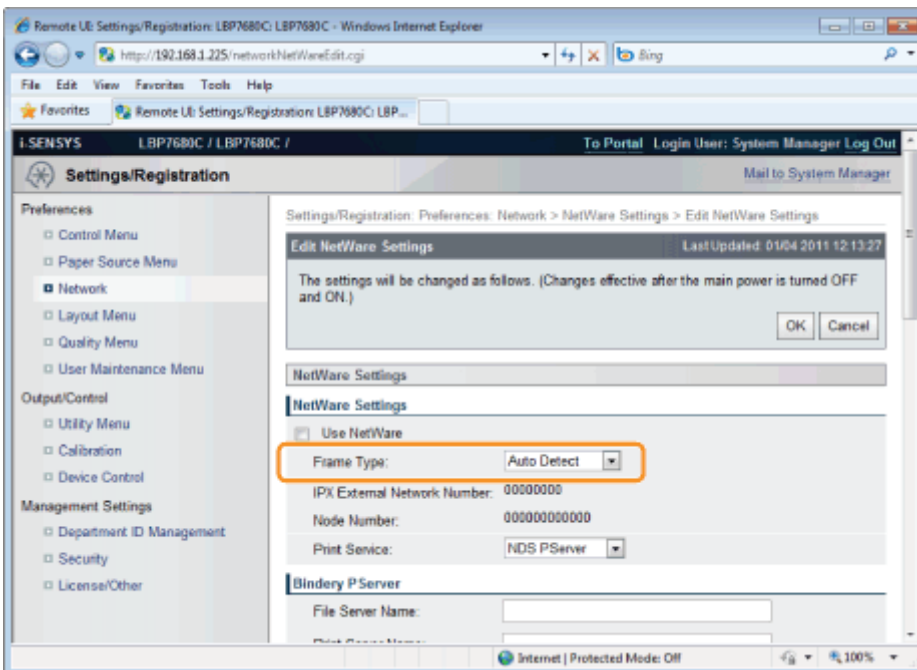 Remote UI: Settings/Registration: LBP7680C: LBP7680C - Windows Internet Explorer
http://192.168.1.225/networkNetWareEdit.cgi
Bing
File Edit View Favorites Tools Help
Favorites
Remote UI: Settings/Registration: LBP7680C: LBP...
i-SENSYS LBP7680C / LBP7680C / To Portal Login User: System Manager Log Out
Settings/Registration Mail to System Manager
Preferences
Control Menu
Paper Source Menu
Network
Layout Menu
Quality Menu
User Maintenance Menu
Output/Control
Utility Menu
Calibration
Device Control
Management Settings
Department ID Management
Security
License/Other
Settings/Registration: Preferences: Network > NetWare Settings > Edit NetWare Settings
Edit NetWare Settings Last Updated: 01/04 2011 12:13:27
The settings will be changed as follows. (Changes effective after the main power is turned OFF
and ON.)
OK Cancel
NetWare Settings
NetWare Settings
Use NetWare
Frame Type: Auto Detect
IPX External Network Number: 00000000
Node Number: 000000000000
Print Service: NDS PServer
Bindery PServer
File Server Name:
Print Server Name:
Internet | Protected Mode: Off 100%